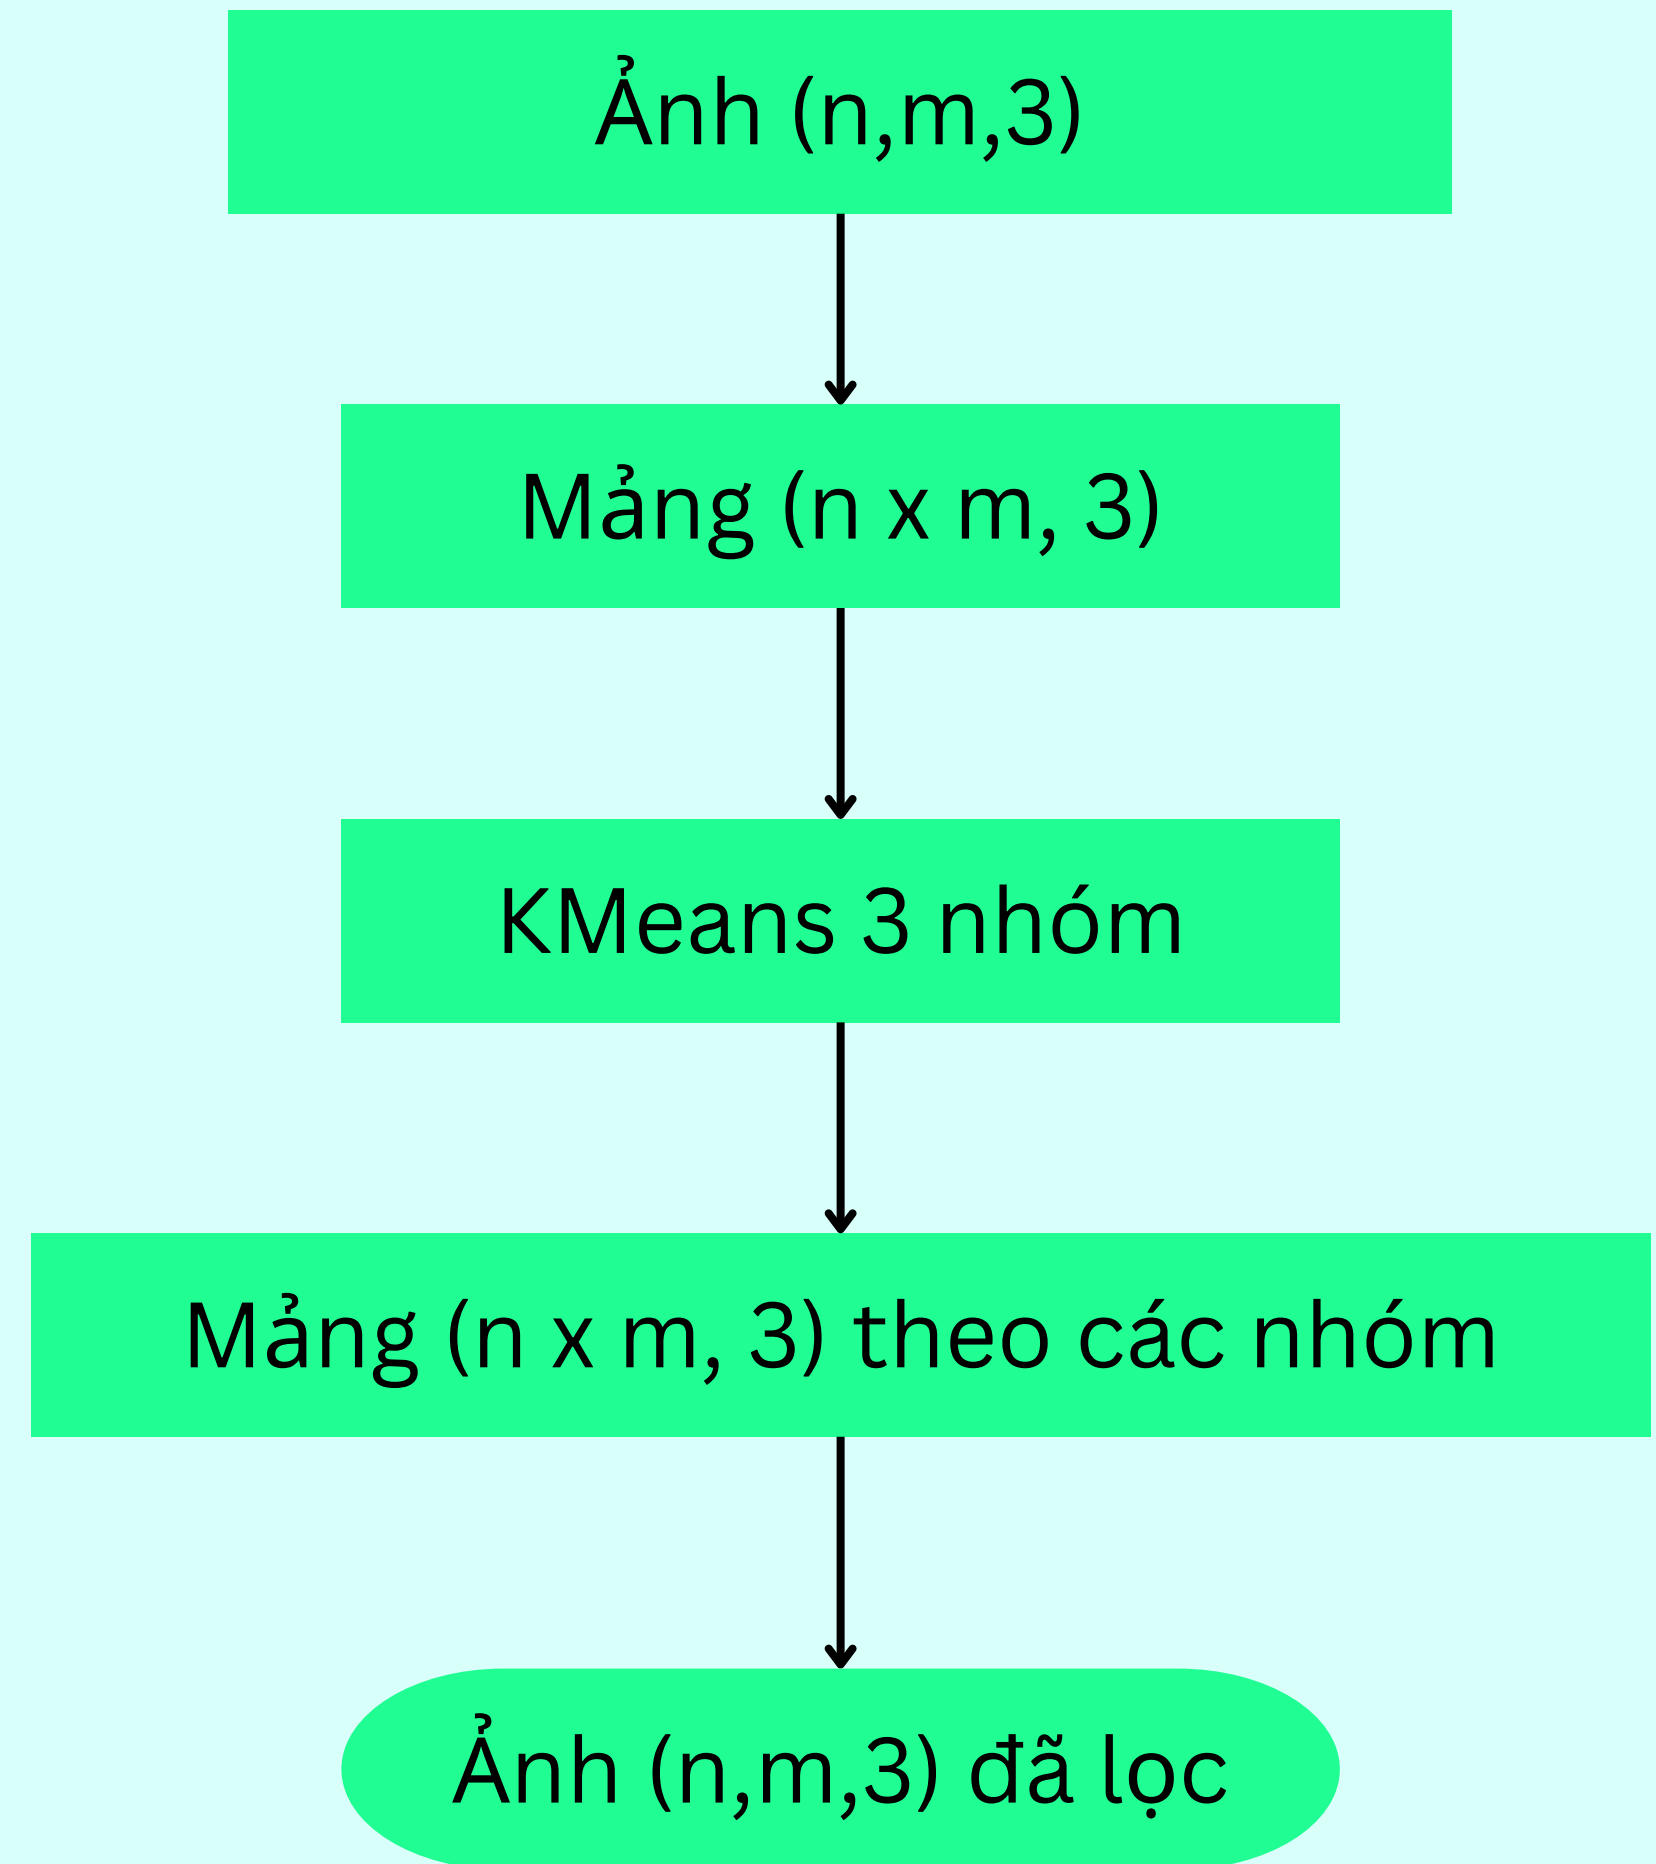 Ảnh (n,m,3)
Mảng (n x m, 3)
KMeans 3 nhóm
Mảng (n x m, 3) theo các nhóm
Ảnh (n,m,3) đã lọc